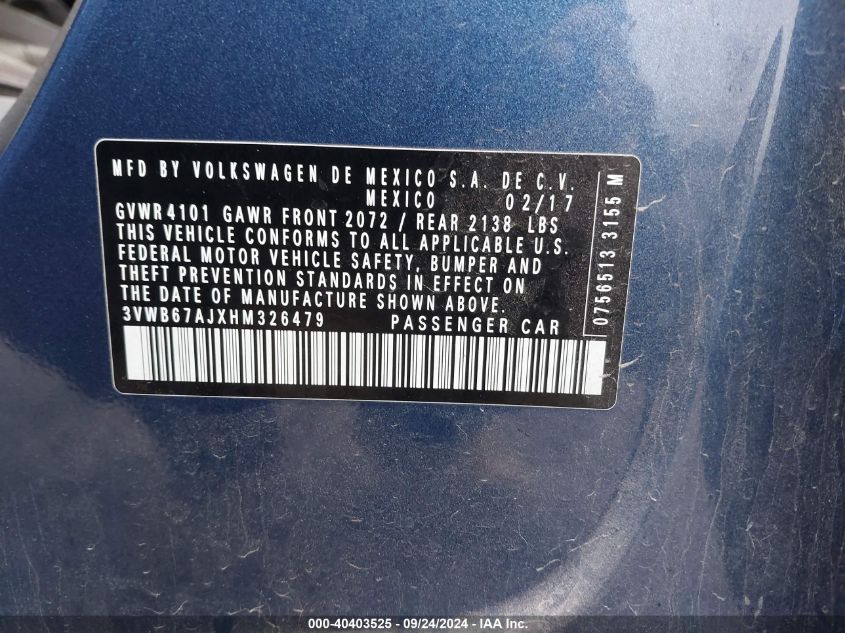 MFD BY VOLKSWAGEN DE MEXICO S.A. DE C.V.
MEXICO 02/17
GVWR 4101 GAWR FRONT 2072 / REAR 2138 LBS
THIS VEHICLE CONFORMS TO ALL APPLICABLE U.S.
FEDERAL MOTOR VEHICLE SAFETY, BUMPER AND
THEFT PREVENTION STANDARDS IN EFFECT ON
THE DATE OF MANUFACTURE SHOWN ABOVE.
3VWB67AJXHM326479 PASSENGER CAR
0756513 3155 M
000-40403525 - 09/24/2024 - IAA Inc.